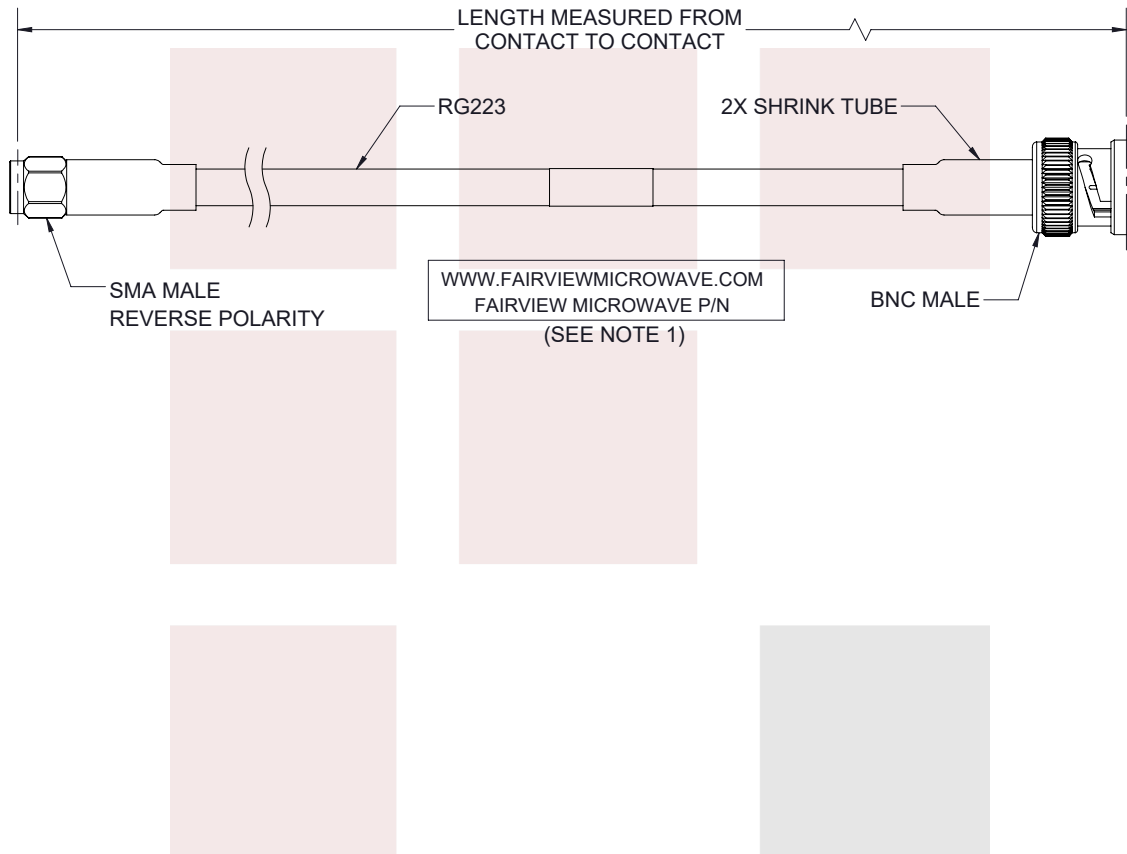 LENGTH MEASURED FROM
CONTACT TO CONTACT
RG223
2X SHRINK TUBE
SMA MALE
REVERSE POLARITY
WWW.FAIRVIEWMICROWAVE.COM
FAIRVIEW MICROWAVE P/N
(SEE NOTE 1)
BNC MALE